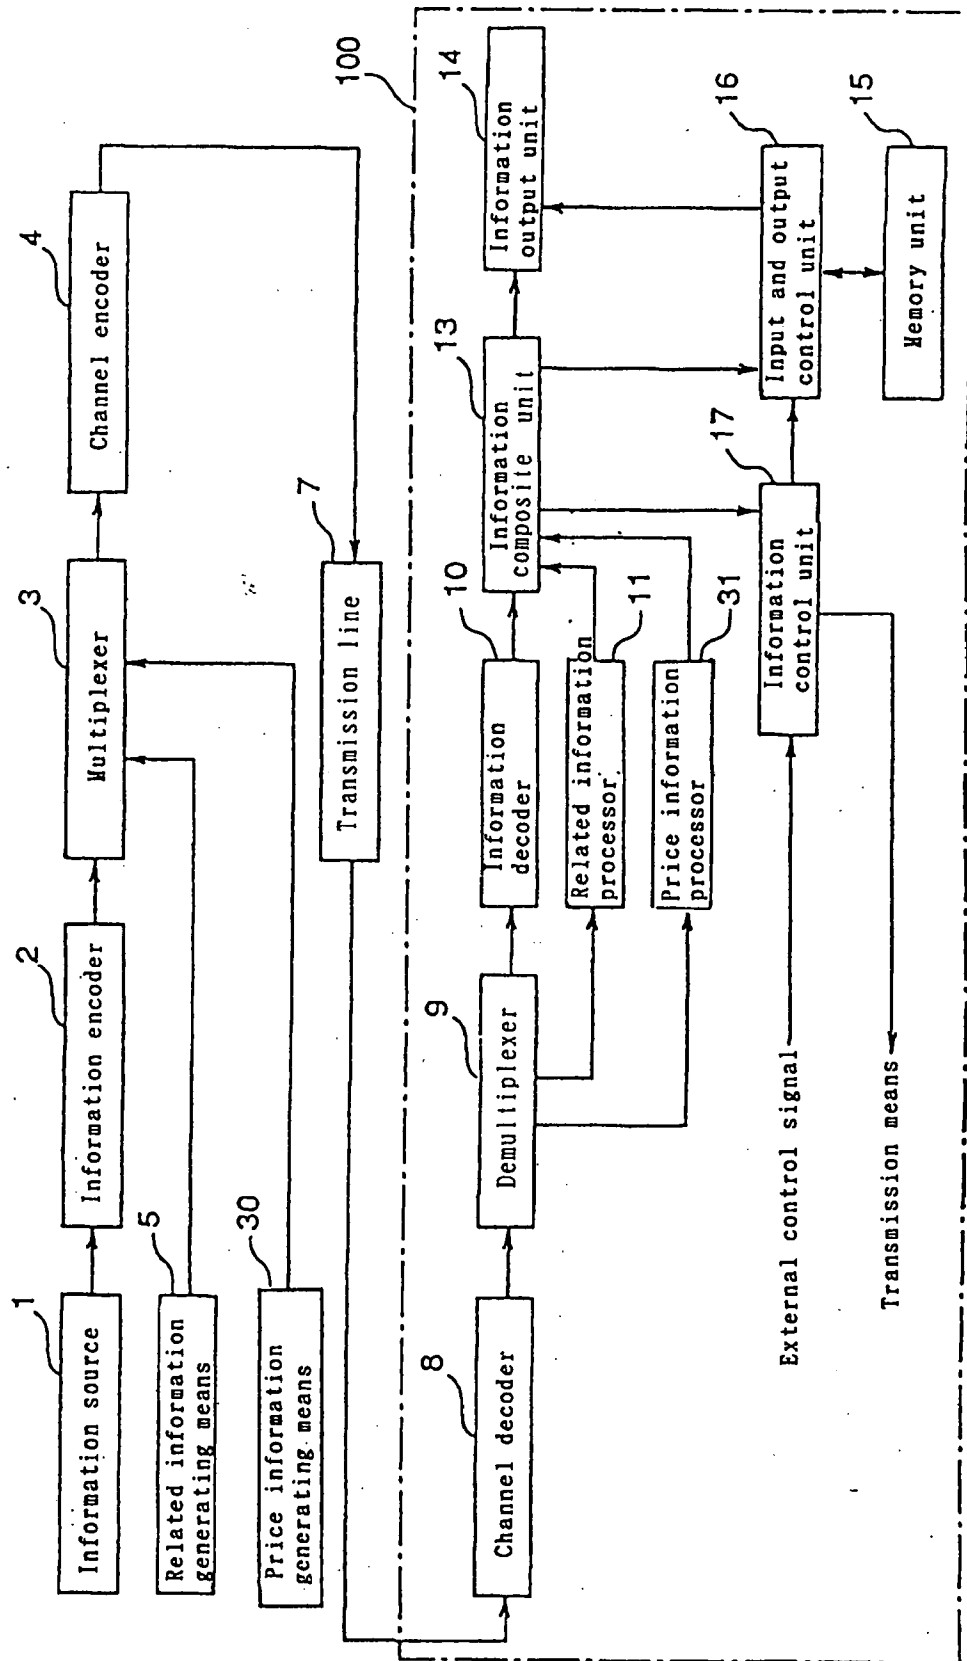 1
Information source
2
Information encoder
3
Multiplexer
4
Channel encoder
5
Related information
generating means
30
Price information
generating means
7
Transmission line
100
8
Channel decoder
9
Demultiplexer
10
Information
decoder
11
Related information
processor
31
Price information
processor
13
Information
composite unit
14
Information
output unit
17
Information
control unit
16
Input and output
control unit
15
Memory unit
External control signal
Transmission means